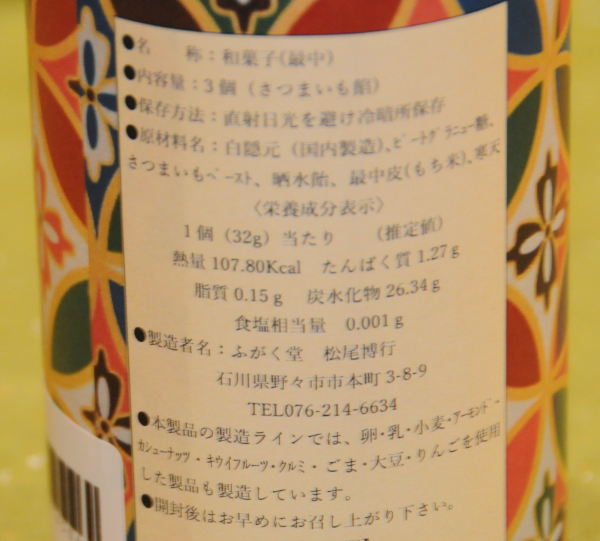 ●名　　称：和菓子(最中)
●内容量：3個（さつまいも餡）
●保存方法：直射日光を避け冷暗所保存
●原材料名：白隠元（国内製造)､ビートグラニュー糖、
さつまいもペースト、晒水飴、最中皮(もち米)､寒天
〈栄養成分表示〉
1個（32g）当たり　（推定値）
熱量 107.80Kcal　たんぱく質 1.27g
脂質 0.15g　炭水化物 26.34g
食塩相当量　0.001g
●製造者名：ふがく堂　松尾博行
石川県野々市市本町 3-8-9
TEL076-214-6634
●本製品の製造ラインでは、卵･乳･小麦･アーモンド･
カシューナッツ・キウイフルーツ･クルミ・ごま･大豆･りんごを使用
した製品も製造しています。
●開封後はお早めにお召し上がり下さい。